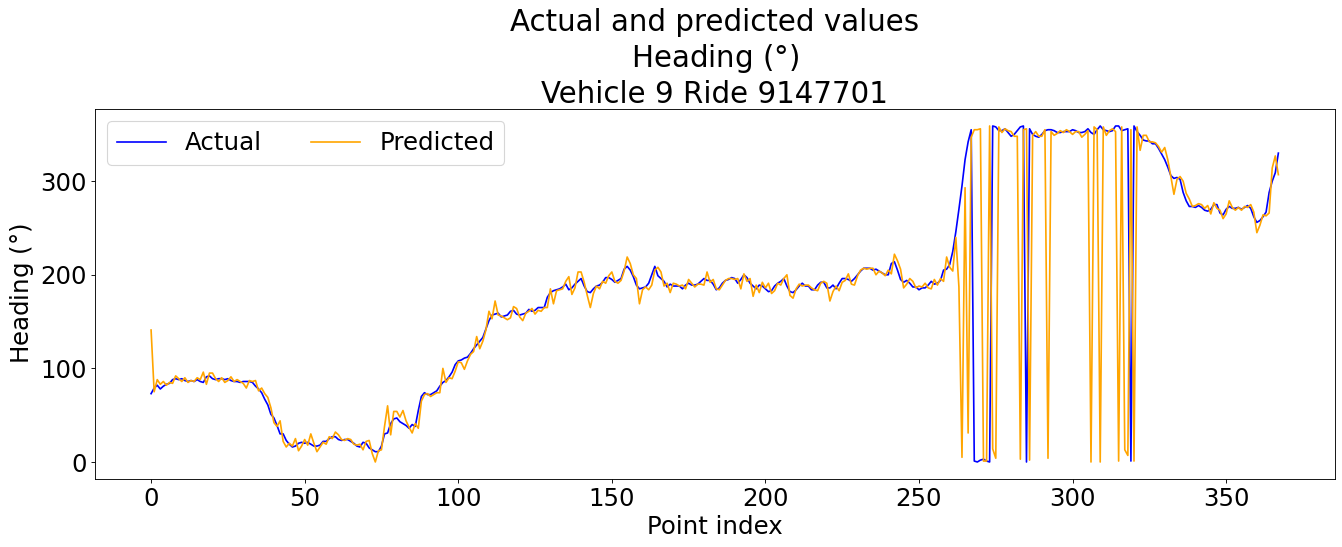 Actual and predicted values
Heading (°)
Vehicle 9 Ride 9147701
Actual
Predicted
Heading (°)
300
200
100
0
0 50 100 150 200 250 300 350
Point index